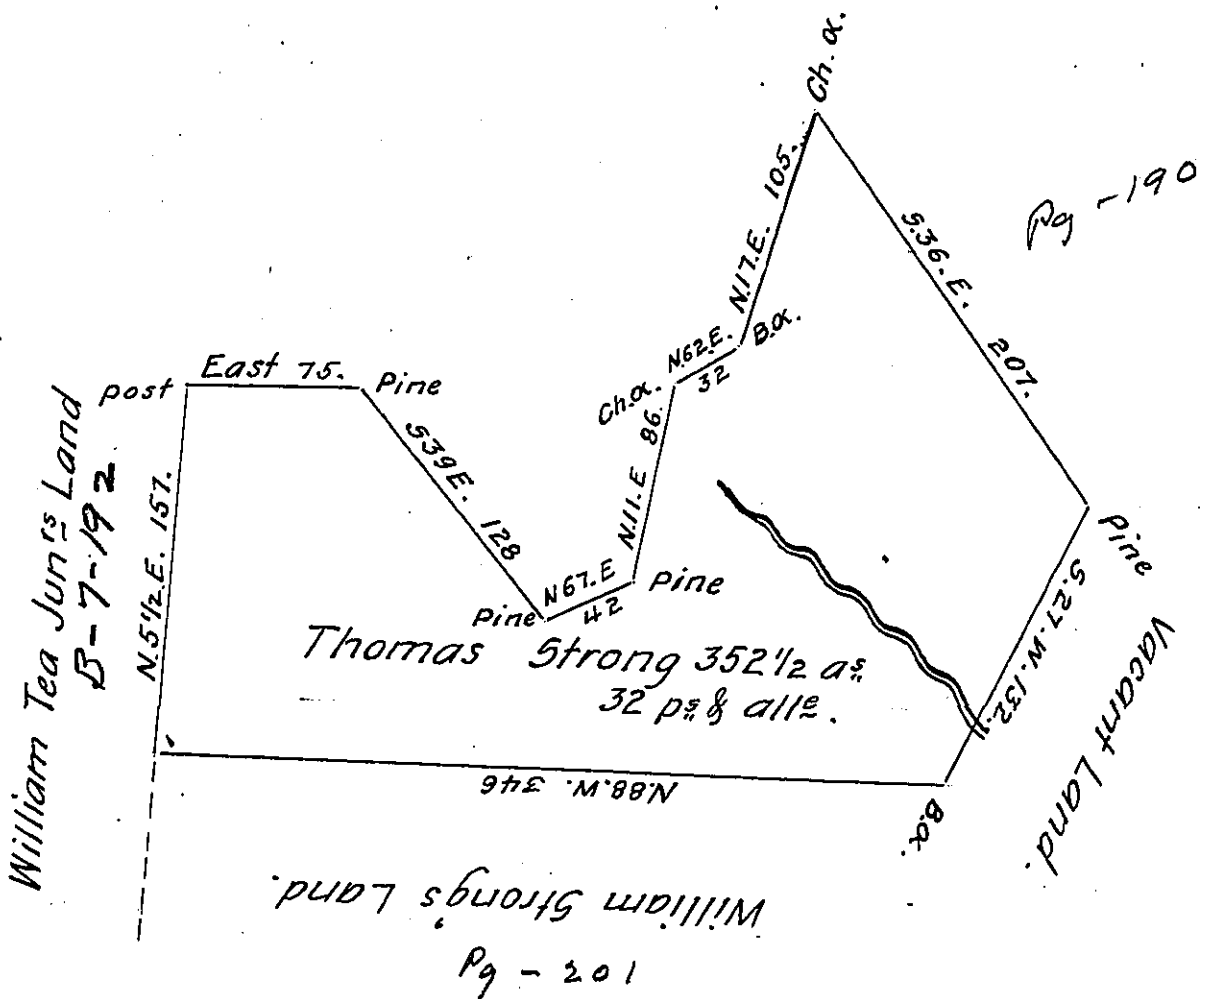 Ch. α.
N.17.E. 105.
S.36.E. 207.
Pg -190
N.62.E. 32
B.α.
Ch.α.
N.11.E 86.
East 75.
post
Pine
S39E. 128
N67.E 42
Pine
Pine
Pine
S.27.W.132.
Vacant Land.
William Tea Junrs Land
B-7-192
N.5½.E. 157.
Thomas Strong 352½ as
32 ps & alle.
N.88.W. 346
B.α.
William Strong's Land.
Pg - 201